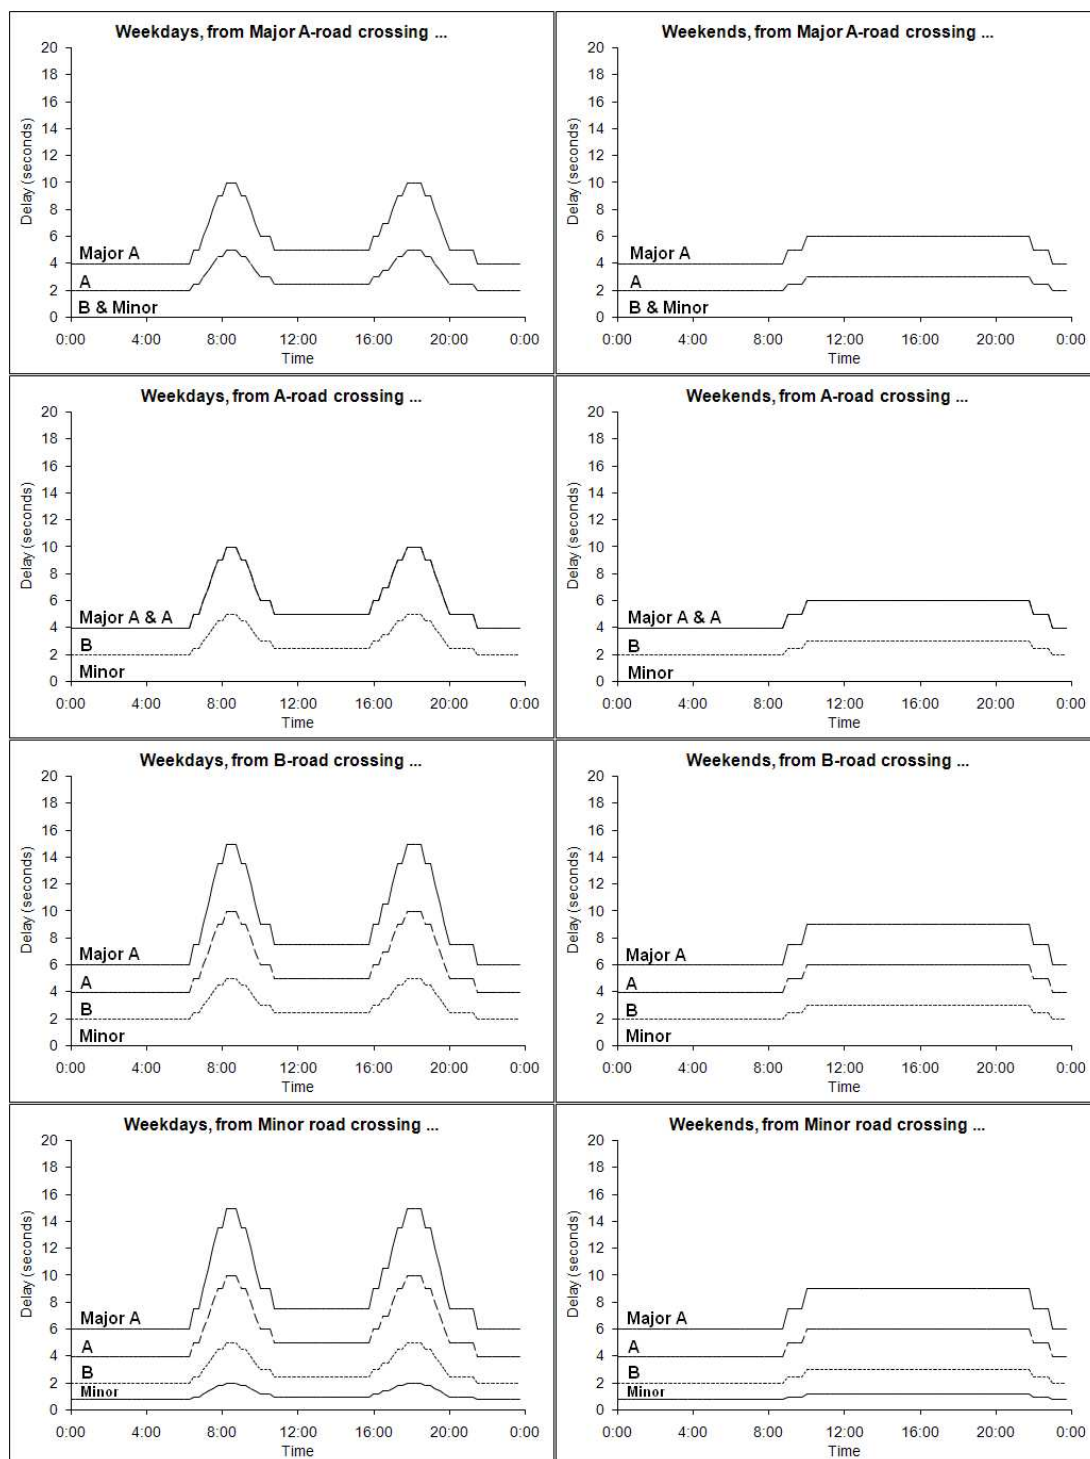 Weekdays, from Major A-road crossing ...
20
18
16
14
12
10
8
6
4
2
0
Delay (seconds)
Major A
A
B & Minor
0:00 4:00 8:00 12:00 16:00 20:00 0:00
Time
Weekends, from Major A-road crossing ...
20
18
16
14
12
10
8
6
4
2
0
Delay (seconds)
Major A
A
B & Minor
0:00 4:00 8:00 12:00 16:00 20:00 0:00
Time
Weekdays, from A-road crossing ...
20
18
16
14
12
10
8
6
4
2
0
Delay (seconds)
Major A & A
B
Minor
0:00 4:00 8:00 12:00 16:00 20:00 0:00
Time
Weekends, from A-road crossing ...
20
18
16
14
12
10
8
6
4
2
0
Delay (seconds)
Major A & A
B
Minor
0:00 4:00 8:00 12:00 16:00 20:00 0:00
Time
Weekdays, from B-road crossing ...
20
18
16
14
12
10
8
6
4
2
0
Delay (seconds)
Major A
A
B
Minor
0:00 4:00 8:00 12:00 16:00 20:00 0:00
Time
Weekends, from B-road crossing ...
20
18
16
14
12
10
8
6
4
2
0
Delay (seconds)
Major A
A
B
Minor
0:00 4:00 8:00 12:00 16:00 20:00 0:00
Time
Weekdays, from Minor road crossing ...
20
18
16
14
12
10
8
6
4
2
0
Delay (seconds)
Major A
A
B
Minor
0:00 4:00 8:00 12:00 16:00 20:00 0:00
Time
Weekends, from Minor road crossing ...
20
18
16
14
12
10
8
6
4
2
0
Delay (seconds)
Major A
A
B
Minor
0:00 4:00 8:00 12:00 16:00 20:00 0:00
Time